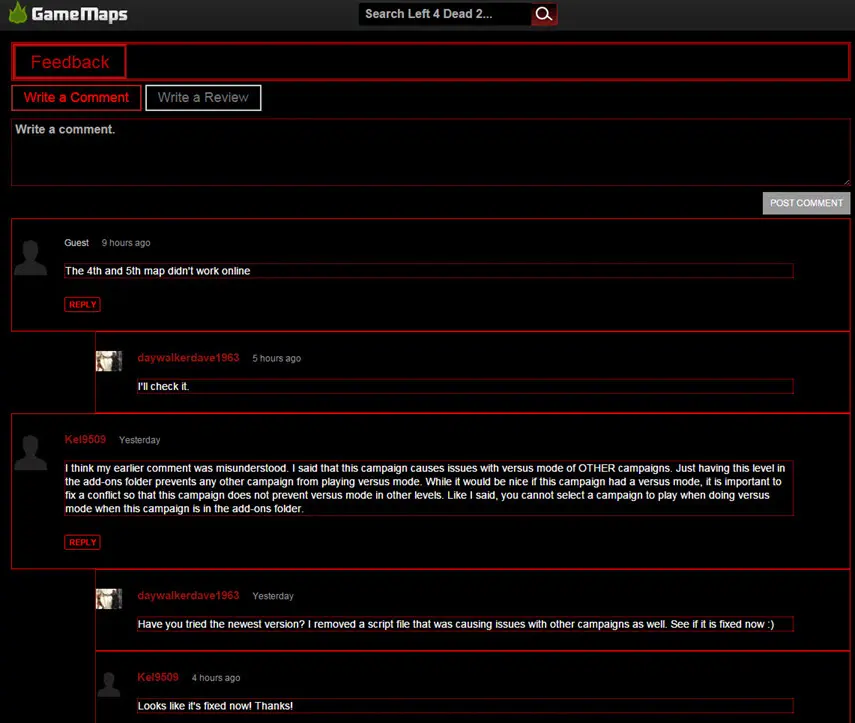 GameMaps
Search Left 4 Dead 2...
Feedback
Write a Comment
Write a Review
Write a comment.
POST COMMENT
Guest 9 hours ago
The 4th and 5th map didn't work online
REPLY
daywalkerdave1963 5 hours ago
I'll check it.
Kel9509 Yesterday
I think my earlier comment was misunderstood. I said that this campaign causes issues with versus mode of OTHER campaigns. Just having this level in
the add-ons folder prevents any other campaign from playing versus mode. While it would be nice if this campaign had a versus mode, it is important to
fix a conflict so that this campaign does not prevent versus mode in other levels. Like I said, you cannot select a campaign to play when doing versus
mode when this campaign is in the add-ons folder.
REPLY
daywalkerdave1963 Yesterday
Have you tried the newest version? I removed a script file that was causing issues with other campaigns as well. See if it is fixed now :)
Kel9509 4 hours ago
Looks like it's fixed now! Thanks!